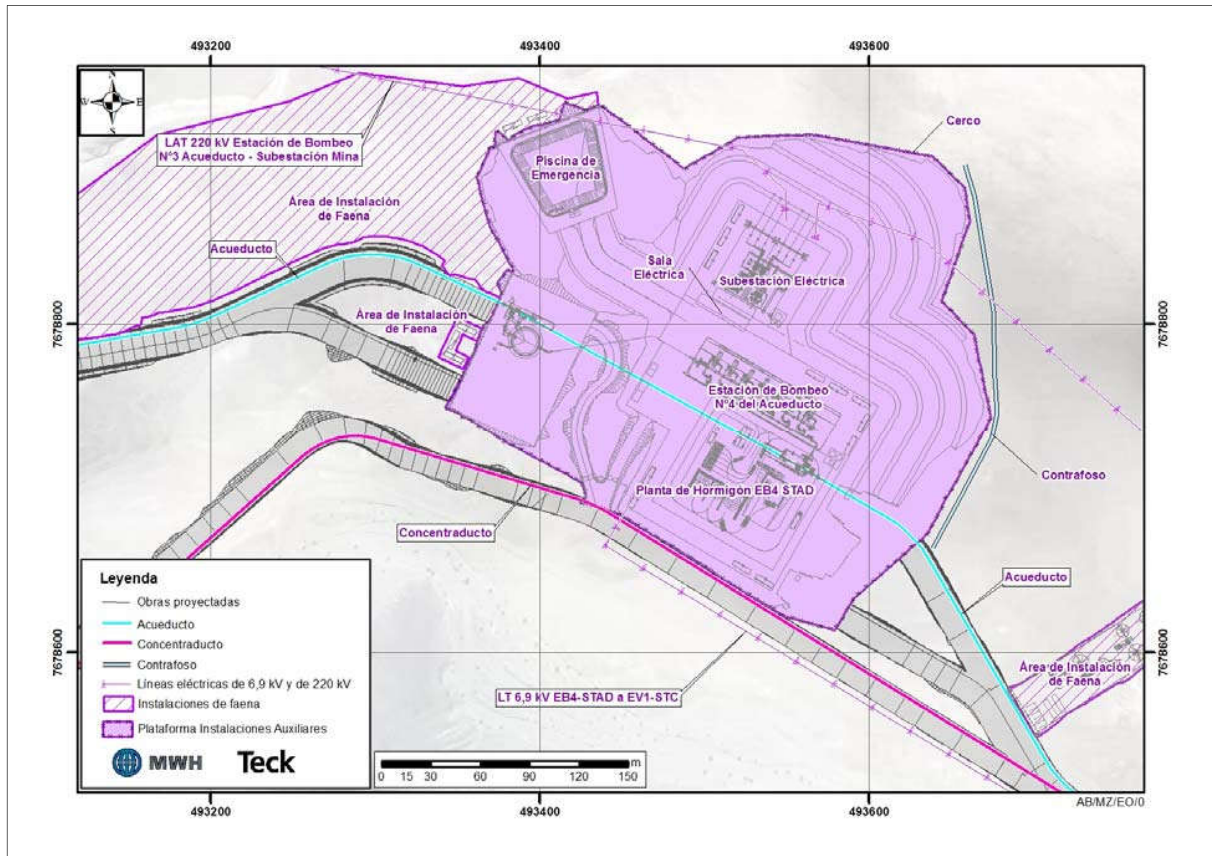 493200
493400
493600
N
W
E
S
LAT 220 kV Estación de Bombeo
N°3 Acueducto - Subestación Mina
Cerco
Piscina de
Emergencia
Área de Instalación
de Faena
Acueducto
Sala
Eléctrica
Subestación Eléctrica
7678800
7678800
Área de Instalación
de Faena
Estación de Bombeo
N°4 del Acueducto
Contrafoso
Planta de Hormigón EB4 STAD
Concentraducto
Acueducto
Leyenda
Obras proyectadas
Acueducto
Concentraducto
Contrafoso
Líneas eléctricas de 6,9 kV y de 220 kV
Instalaciones de faena
Plataforma Instalaciones Auxiliares
MWH
Teck
7678600
7678600
Área de Instalación
de Faena
LT 6,9 kV EB4-STAD a EV1-STC
m
0 15 30 60 90 120 150
AB/MZ/EO/0
493200
493400
493600